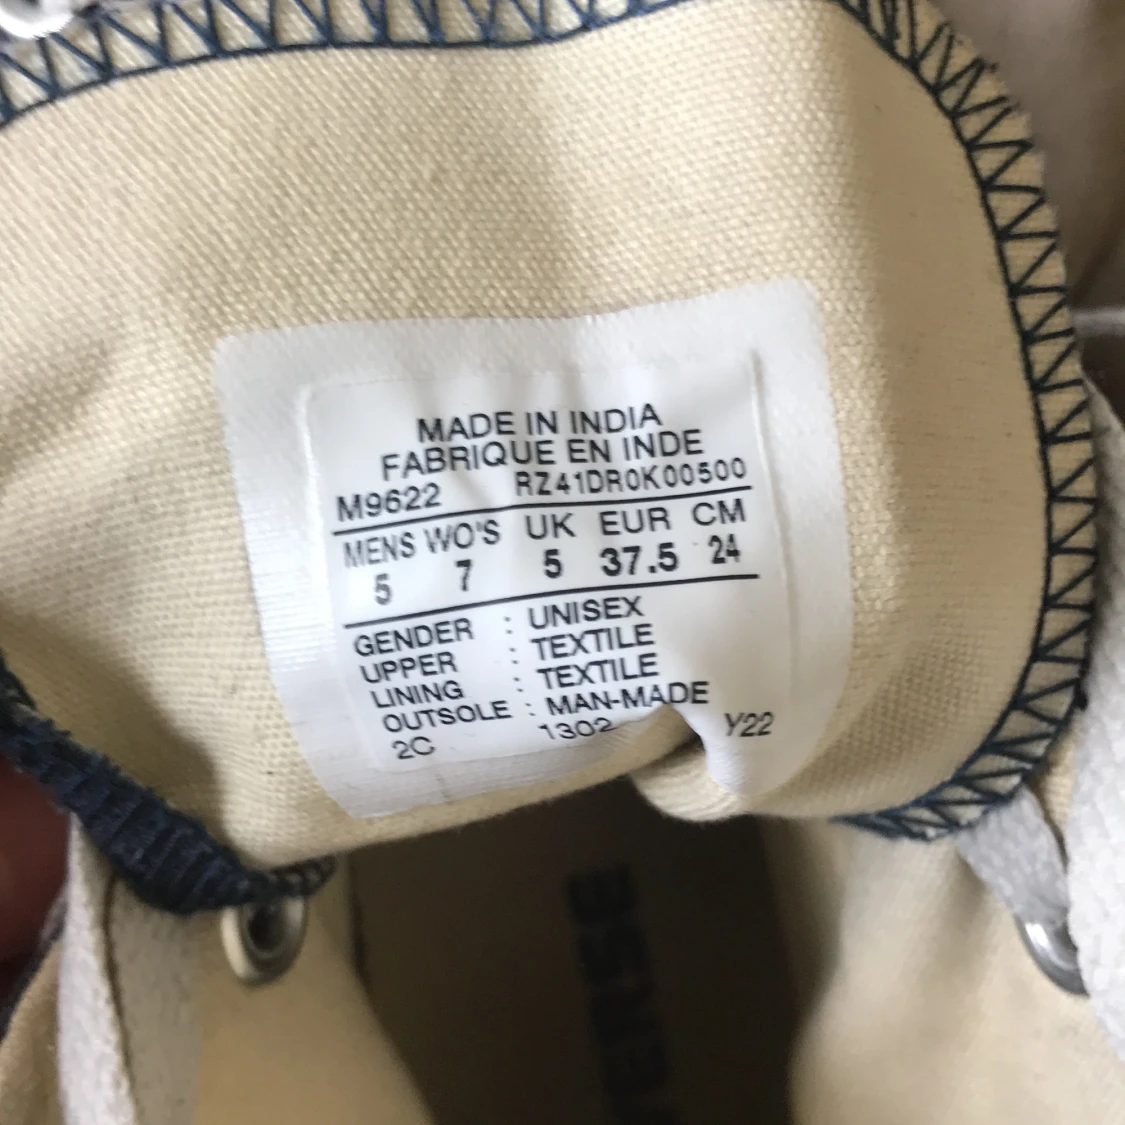 MADE IN INDIA
FABRIQUE EN INDE
M9622 RZ41DR0K00500
MENS WO'S UK EUR CM
5 7 5 37.5 24
GENDER : UNISEX
UPPER : TEXTILE
LINING : TEXTILE
OUTSOLE : MAN-MADE
2C 1302 Y22